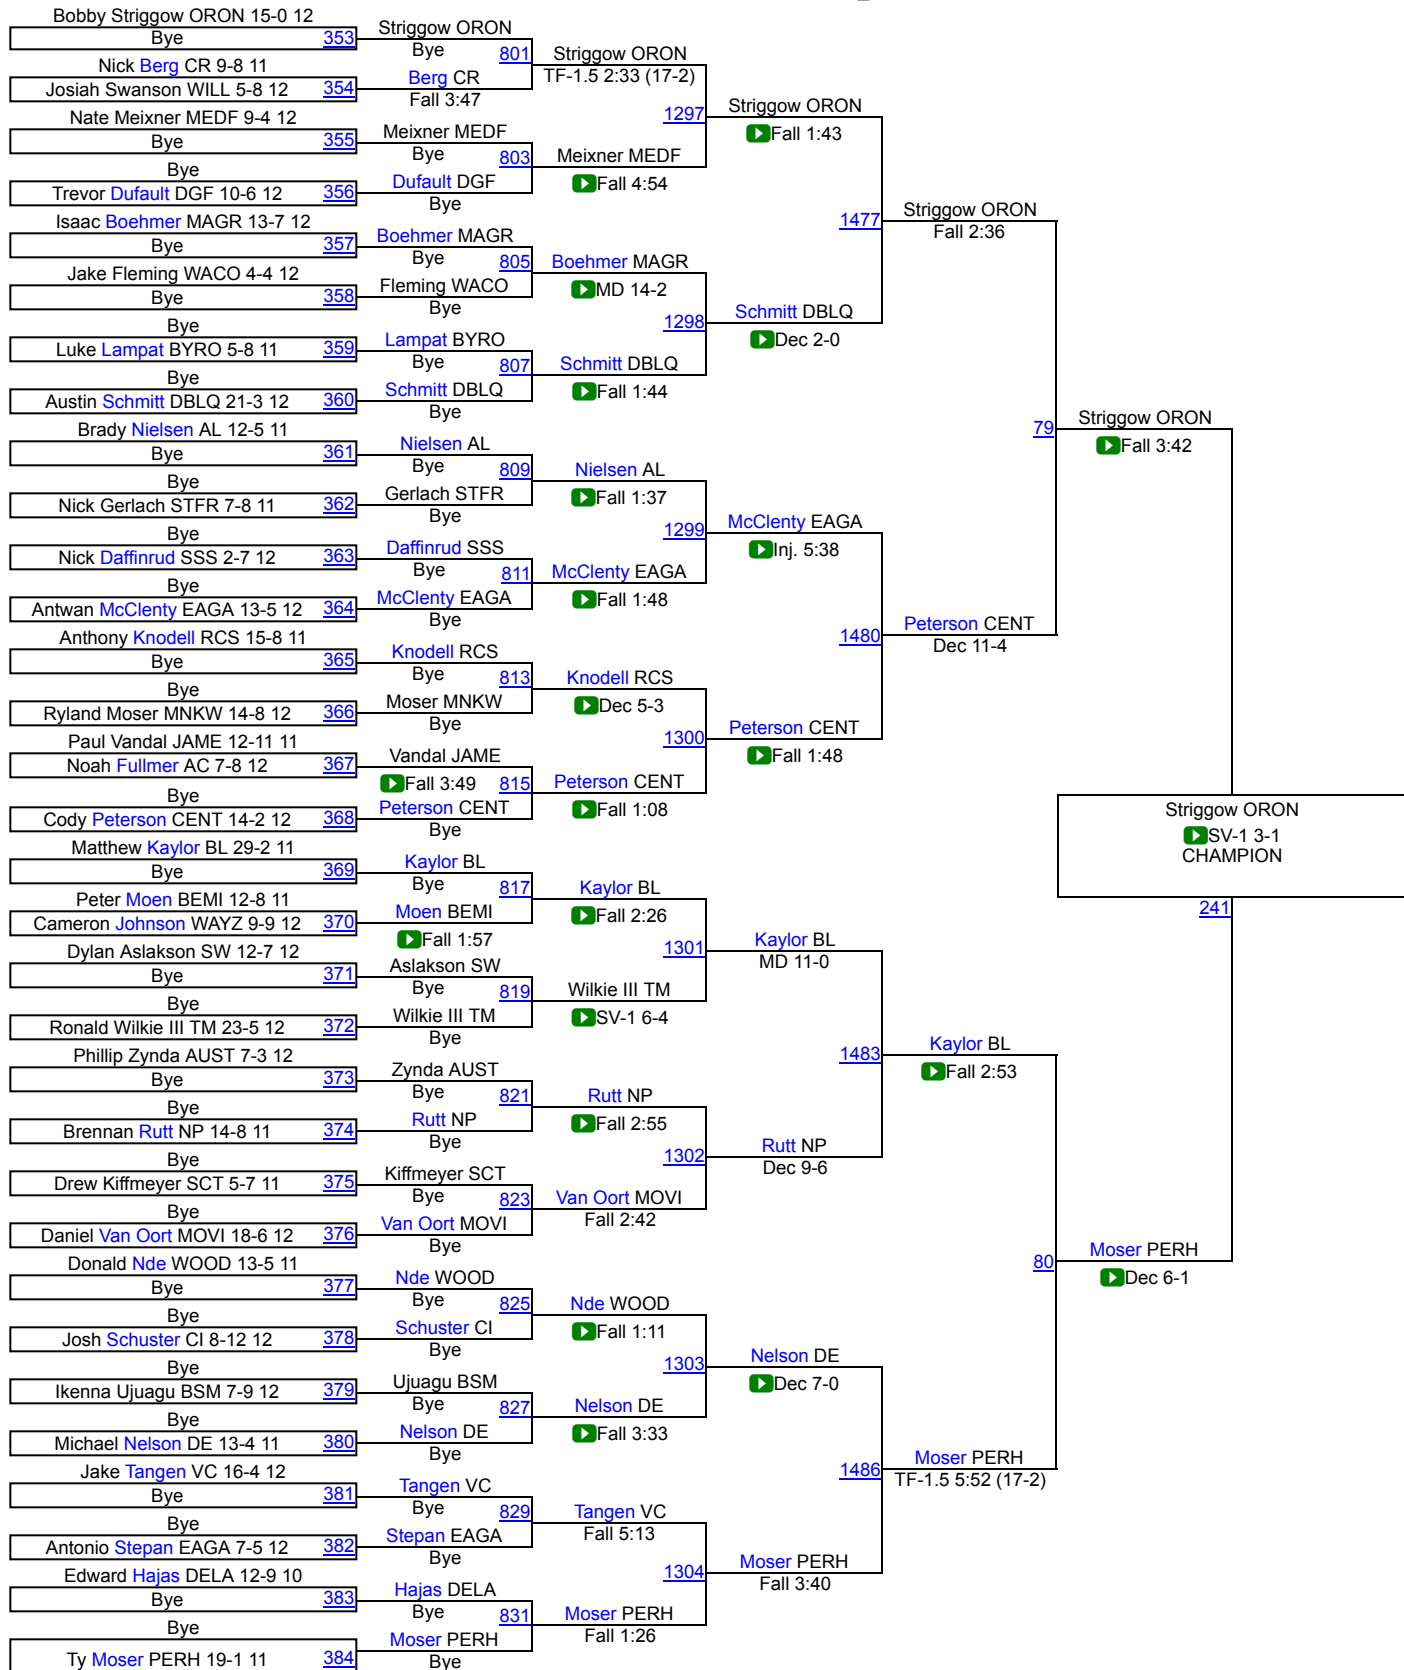 Bobby Striggow ORON 15-0 12
Bye 353
Nick Berg CR 9-8 11
Josiah Swanson WILL 5-8 12 354
Nate Meixner MEDF 9-4 12
Bye 355
Bye
Trevor Dufault DGF 10-6 12 356
Isaac Boehmer MAGR 13-7 12
Bye 357
Jake Fleming WACO 4-4 12
Bye 358
Bye
Luke Lampat BYRO 5-8 11 359
Bye
Austin Schmitt DBLQ 21-3 12 360
Brady Nielsen AL 12-5 11
Bye 361
Bye
Nick Gerlach STFR 7-8 11 362
Bye
Nick Daffinrud SSS 2-7 12 363
Bye
Antwan McClenty EAGA 13-5 12 364
Anthony Knodell RCS 15-8 11
Bye 365
Bye
Ryland Moser MNKW 14-8 12 366
Paul Vandal JAME 12-11 11
Noah Fullmer AC 7-8 12 367
Bye
Cody Peterson CENT 14-2 12 368
Matthew Kaylor BL 29-2 11
Bye 369
Peter Moen BEMI 12-8 11
Cameron Johnson WAYZ 9-9 12 370
Dylan Aslakson SW 12-7 12
Bye 371
Bye
Ronald Wilkie III TM 23-5 12 372
Phillip Zynda AUST 7-3 12
Bye 373
Bye
Brennan Rutt NP 14-8 11 374
Bye
Drew Kiffmeyer SCT 5-7 11 375
Bye
Daniel Van Oort MOVI 18-6 12 376
Donald Nde WOOD 13-5 11
Bye 377
Bye
Josh Schuster CI 8-12 12 378
Bye
Ikenna Ujuagu BSM 7-9 12 379
Bye
Michael Nelson DE 13-4 11 380
Jake Tangen VC 16-4 12
Bye 381
Bye
Antonio Stepan EAGA 7-5 12 382
Edward Hajas DELA 12-9 10
Bye 383
Bye
Ty Moser PERH 19-1 11 384
Striggow ORON
Bye 801
Berg CR
Fall 3:47
Meixner MEDF
Bye 803
Dufault DGF
Bye
Boehmer MAGR
Bye 805
Fleming WACO
Bye
Lampat BYRO
Bye 807
Schmitt DBLQ
Bye
Nielsen AL
Bye 809
Gerlach STFR
Bye
Daffinrud SSS
Bye 811
McClenty EAGA
Bye
Knodell RCS
Bye 813
Moser MNKW
Bye
Vandal JAME
Fall 3:49 815
Peterson CENT
Bye
Kaylor BL
Bye 817
Moen BEMI
Fall 1:57
Aslakson SW
Bye 819
Wilkie III TM
Bye
Zynda AUST
Bye 821
Rutt NP
Bye
Kiffmeyer SCT
Bye 823
Van Oort MOVI
Bye
Nde WOOD
Bye 825
Schuster CI
Bye
Ujuagu BSM
Bye 827
Nelson DE
Bye
Tangen VC
Bye 829
Stepan EAGA
Bye
Hajas DELA
Bye 831
Moser PERH
Bye
Striggow ORON
TF-1.5 2:33 (17-2)
1297
Meixner MEDF
Fall 4:54
Boehmer MAGR
MD 14-2
1298
Schmitt DBLQ
Fall 1:44
Nielsen AL
Fall 1:37
1299
McClenty EAGA
Fall 1:48
Knodell RCS
Dec 5-3
1300
Peterson CENT
Fall 1:08
Kaylor BL
Fall 2:26
1301
Wilkie III TM
SV-1 6-4
Rutt NP
Fall 2:55
1302
Van Oort MOVI
Fall 2:42
Nde WOOD
Fall 1:11
1303
Nelson DE
Fall 3:33
Tangen VC
Fall 5:13
1304
Moser PERH
Fall 1:26
Striggow ORON
Fall 1:43
1477
Schmitt DBLQ
Dec 2-0
McClenty EAGA
Inj. 5:38
1480
Peterson CENT
Fall 1:48
Kaylor BL
MD 11-0
1483
Rutt NP
Dec 9-6
Nelson DE
Dec 7-0
1486
Moser PERH
Fall 3:40
Striggow ORON
Fall 2:36
79
Peterson CENT
Dec 11-4
Kaylor BL
Fall 2:53
80
Moser PERH
TF-1.5 5:52 (17-2)
Striggow ORON
Fall 3:42
Moser PERH
Dec 6-1
Striggow ORON
SV-1 3-1
CHAMPION
241